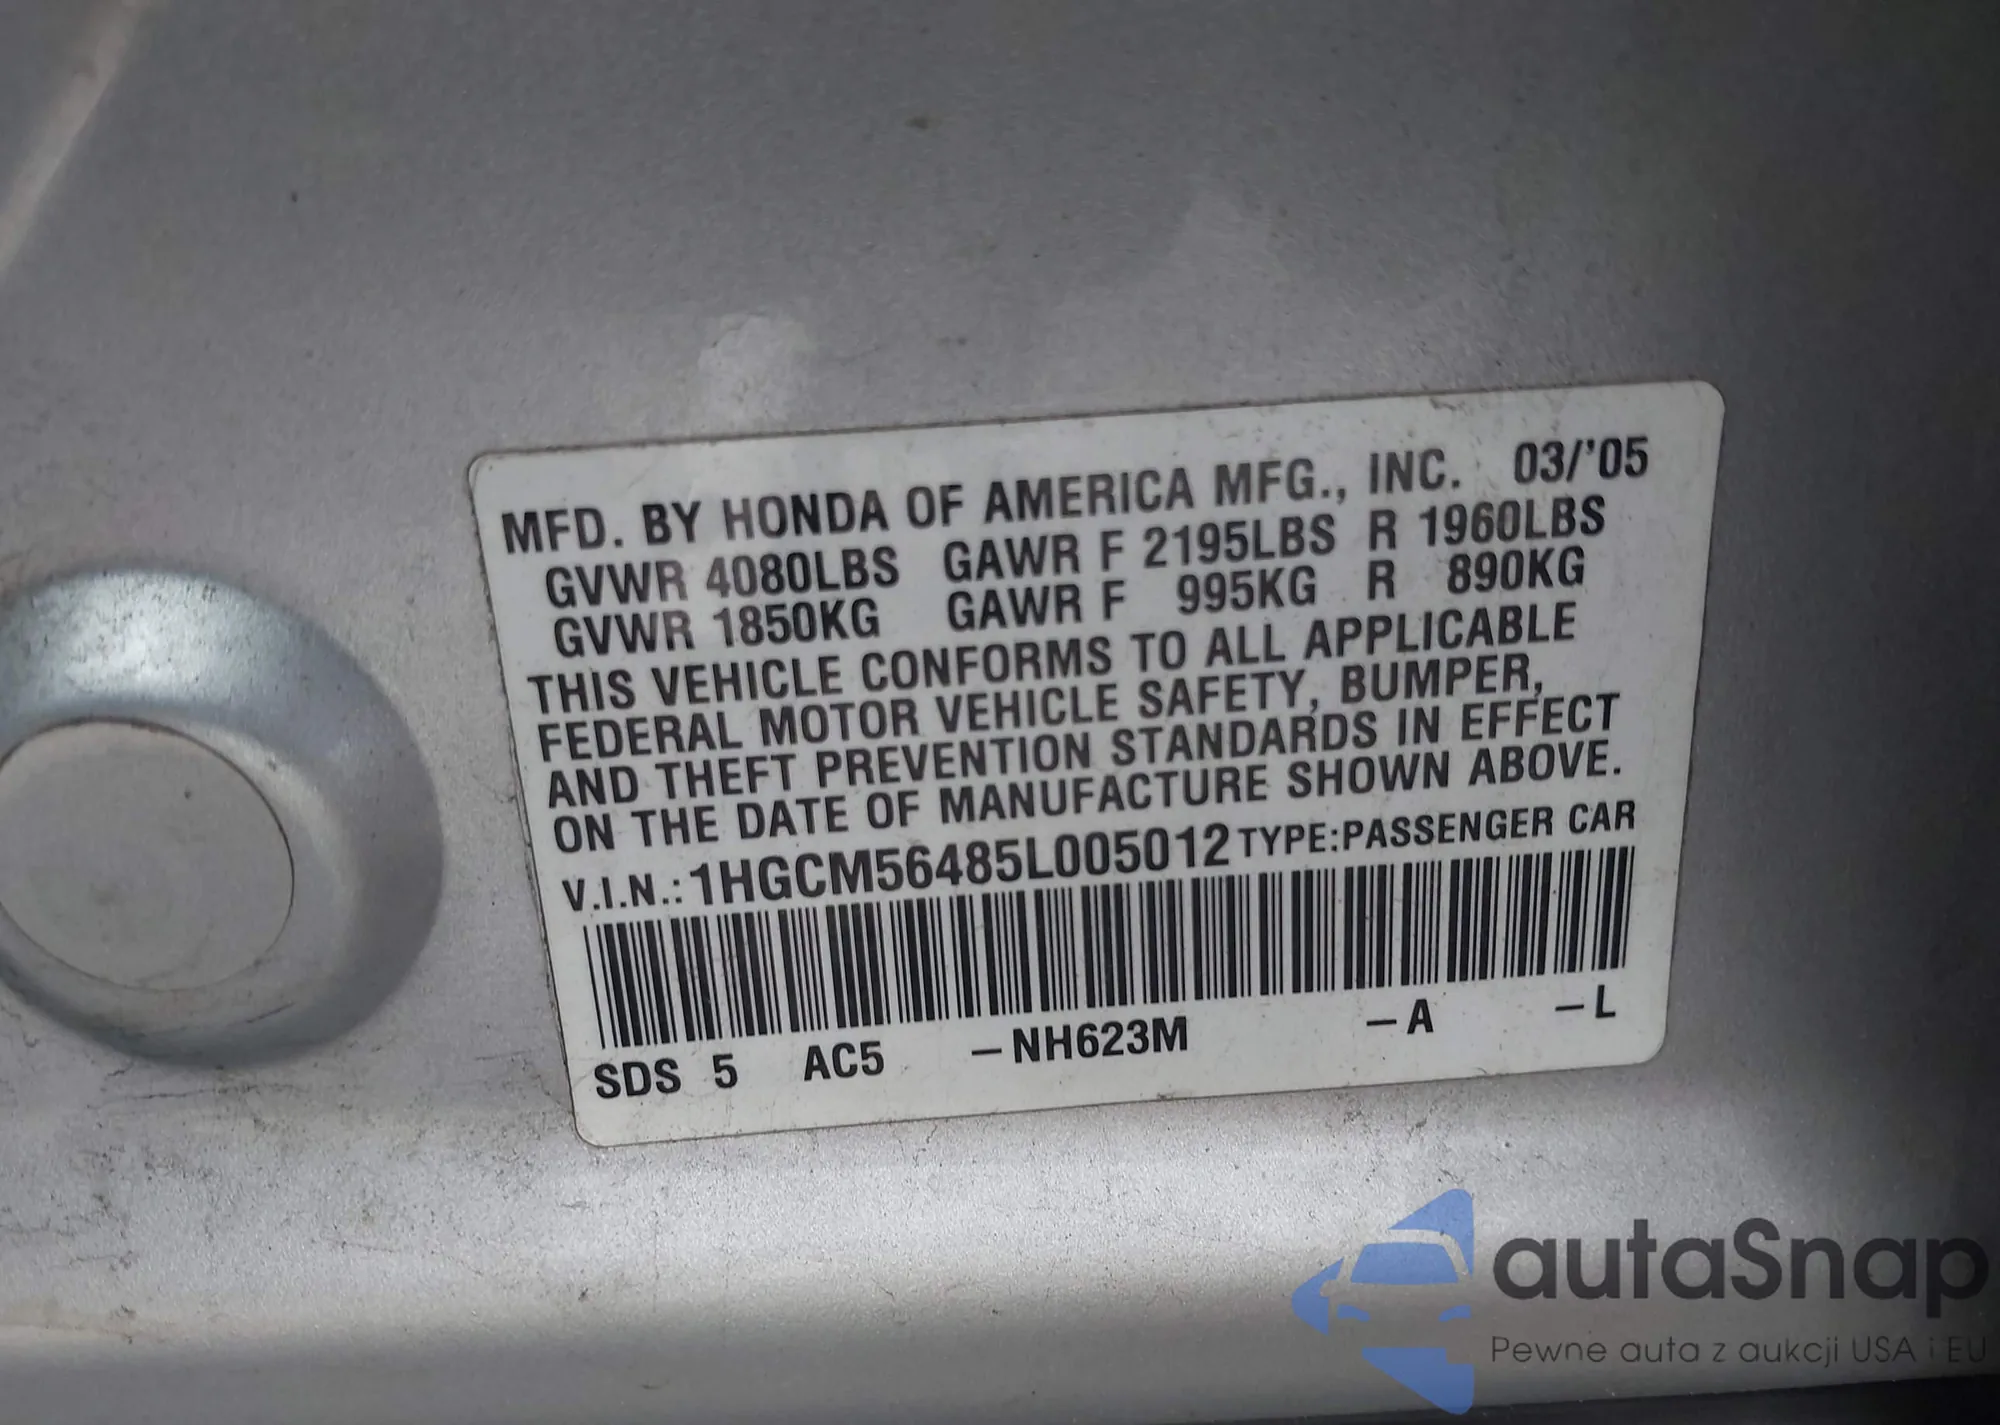 MFD. BY HONDA OF AMERICA MFG., INC. 03/'05
GVWR 4080LBS GAWR F 2195LBS R 1960LBS
GVWR 1850KG GAWR F 995KG R 890KG
THIS VEHICLE CONFORMS TO ALL APPLICABLE
FEDERAL MOTOR VEHICLE SAFETY, BUMPER,
AND THEFT PREVENTION STANDARDS IN EFFECT
ON THE DATE OF MANUFACTURE SHOWN ABOVE.
V.I.N.: 1HGCM56485L005012 TYPE:PASSENGER CAR
SDS 5 AC5 –NH623M –A –L
autaSnap
Pewne auta z aukcji USA i EU